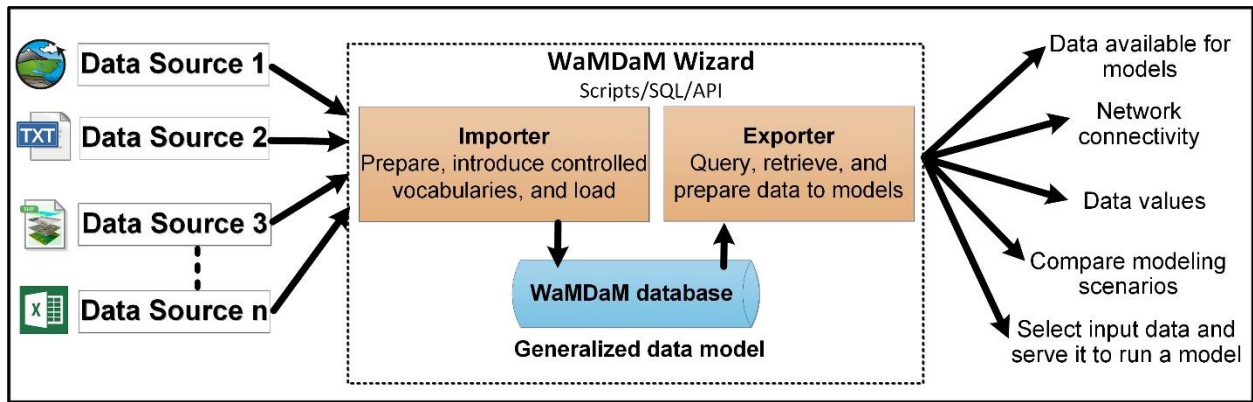 Data Source 1
TXT
Data Source 2
SHP
Data Source 3
X
Data Source n
WaMDaM Wizard
Scripts/SQL/API
Importer
Prepare, introduce controlled
vocabularies, and load
Exporter
Query, retrieve, and
prepare data to models
WaMDaM database
Generalized data model
Data available for
models
Network
connectivity
Data values
Compare modeling
scenarios
Select input data and
serve it to run a model